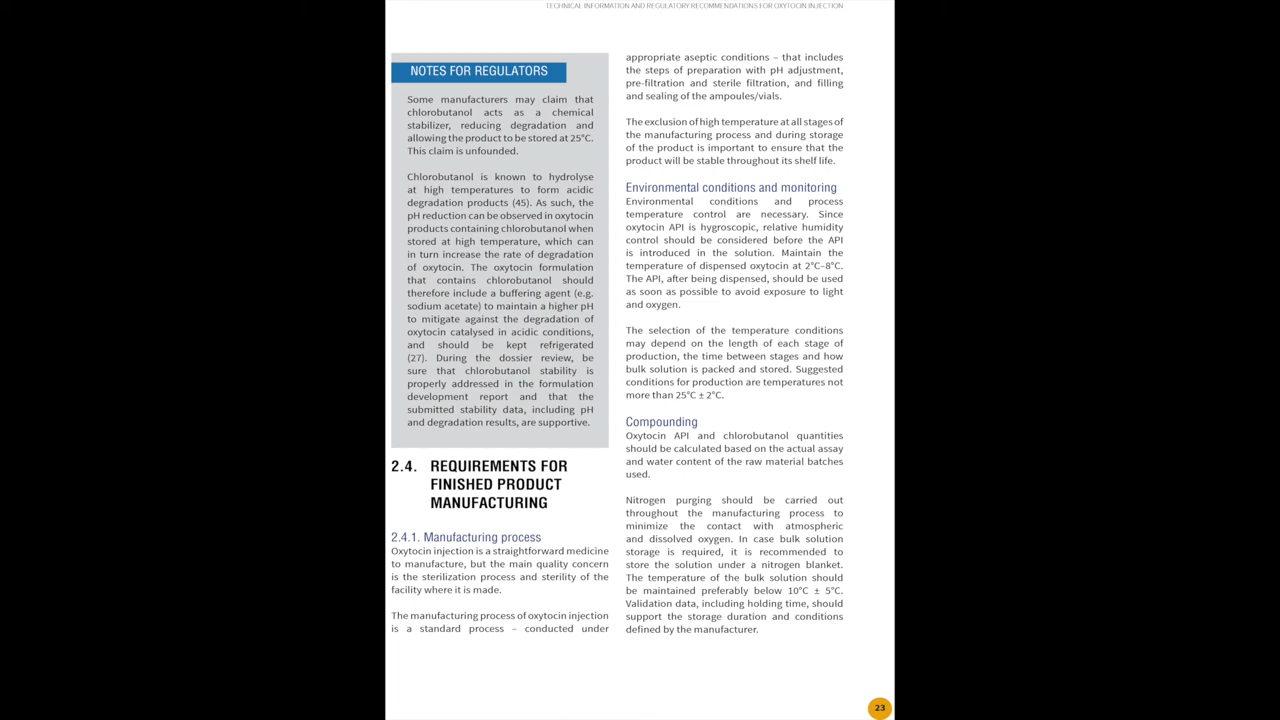 TECHNICAL INFORMATION AND REGULATORY RECOMMENDATIONS FOR OXYTOCIN INJECTION
NOTES FOR REGULATORS
Some manufacturers may claim that
chlorobutanol acts as a chemical
stabilizer, reducing degradation and
allowing the product to be stored at 25°C.
This claim is unfounded.
Chlorobutanol is known to hydrolyse
at high temperatures to form acidic
degradation products (45). As such, the
pH reduction can be observed in oxytocin
products containing chlorobutanol when
stored at high temperature, which can
in turn increase the rate of degradation
of oxytocin. The oxytocin formulation
that contains chlorobutanol should
therefore include a buffering agent (e.g.
sodium acetate) to maintain a higher pH
to mitigate against the degradation of
oxytocin catalysed in acidic conditions,
and should be kept refrigerated
(27). During the dossier review, be
sure that chlorobutanol stability is
properly addressed in the formulation
development report and that the
submitted stability data, including pH
and degradation results, are supportive.
2.4. REQUIREMENTS FOR
FINISHED PRODUCT
MANUFACTURING
2.4.1. Manufacturing process
Oxytocin injection is a straightforward medicine
to manufacture, but the main quality concern
is the sterilization process and sterility of the
facility where it is made.
The manufacturing process of oxytocin injection
is a standard process – conducted under
appropriate aseptic conditions – that includes
the steps of preparation with pH adjustment,
pre-filtration and sterile filtration, and filling
and sealing of the ampoules/vials.
The exclusion of high temperature at all stages of
the manufacturing process and during storage
of the product is important to ensure that the
product will be stable throughout its shelf life.
Environmental conditions and monitoring
Environmental conditions and process
temperature control are necessary. Since
oxytocin API is hygroscopic, relative humidity
control should be considered before the API
is introduced in the solution. Maintain the
temperature of dispensed oxytocin at 2°C–8°C.
The API, after being dispensed, should be used
as soon as possible to avoid exposure to light
and oxygen.
The selection of the temperature conditions
may depend on the length of each stage of
production, the time between stages and how
bulk solution is packed and stored. Suggested
conditions for production are temperatures not
more than 25°C ± 2°C.
Compounding
Oxytocin API and chlorobutanol quantities
should be calculated based on the actual assay
and water content of the raw material batches
used.
Nitrogen purging should be carried out
throughout the manufacturing process to
minimize the contact with atmospheric
and dissolved oxygen. In case bulk solution
storage is required, it is recommended to
store the solution under a nitrogen blanket.
The temperature of the bulk solution should
be maintained preferably below 10°C ± 5°C.
Validation data, including holding time, should
support the storage duration and conditions
defined by the manufacturer.
23